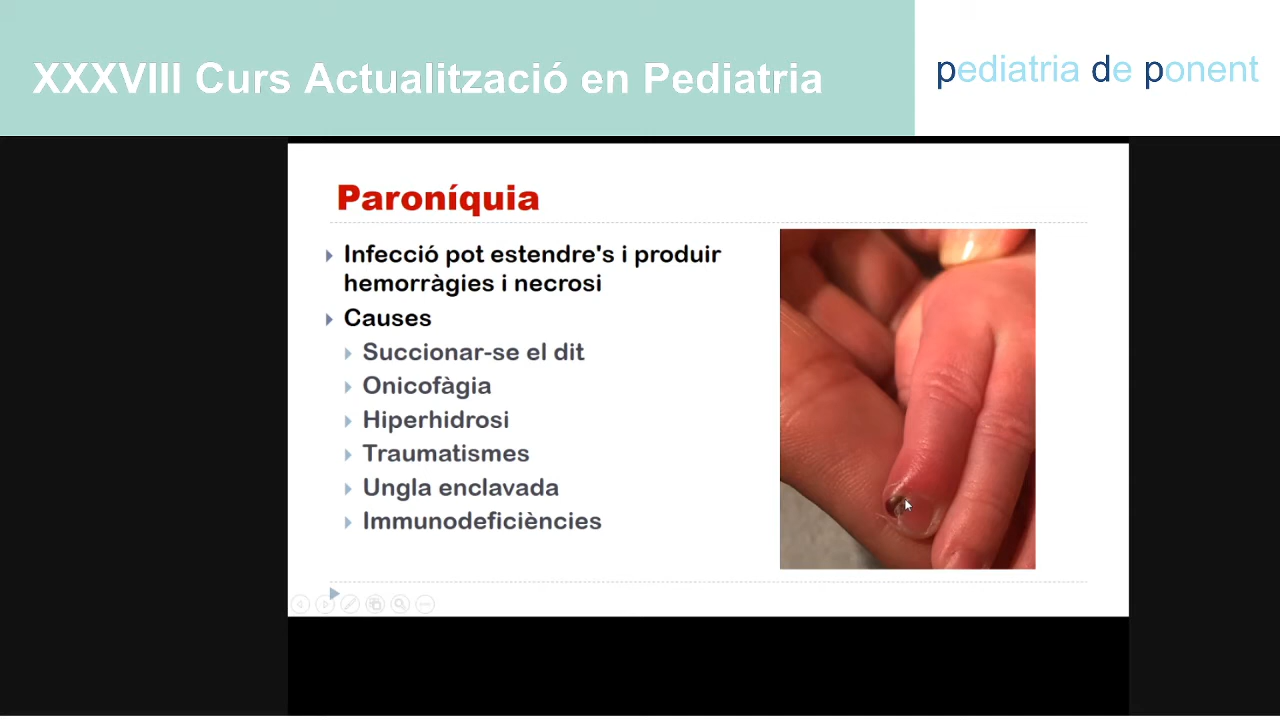 XXXVIII Curs Actualització en Pediatria
pediatria de ponent
Paroníquia
Infecció pot estendre's i produir
hemorràgies i necrosi
Causes
Succionar-se el dit
Onicofàgia
Hiperhidrosi
Traumatismes
Ungla enclavada
Immunodeficiències